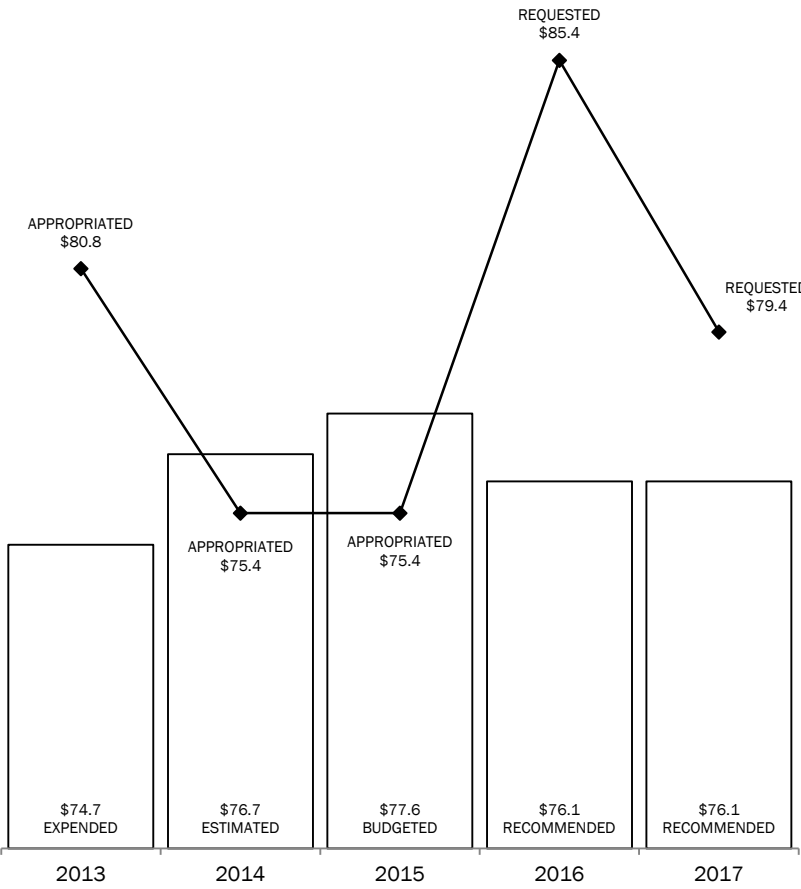 REQUESTED
$85.4
APPROPRIATED
$80.8
REQUESTED
$79.4
APPROPRIATED
$75.4
APPROPRIATED
$75.4
$74.7
EXPENDED
$76.7
ESTIMATED
$77.6
BUDGETED
$76.1
RECOMMENDED
$76.1
RECOMMENDED
2013
2014
2015
2016
2017